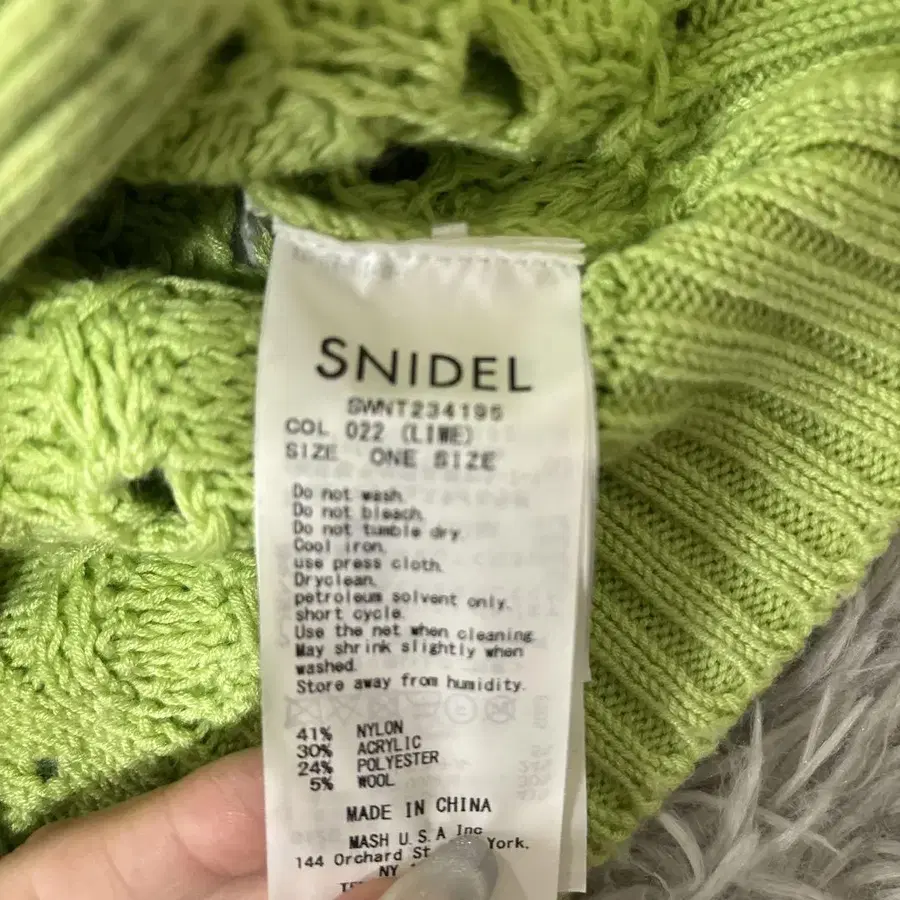 SNIDEL
SWNT234195
COL 022 (LIME)
SIZE ONE SIZE
Do not wash.
Do not bleach.
Do not tumble dry.
Cool iron.
use press cloth.
Dryclean.
petroleum solvent only.
short cycle.
Use the net when cleaning.
May shrink slightly when
washed.
Store away from humidity.
41% NYLON
30% ACRYLIC
24% POLYESTER
5% WOOL
MADE IN CHINA
MASH U.S.A Inc
144 Orchard St York,
NY